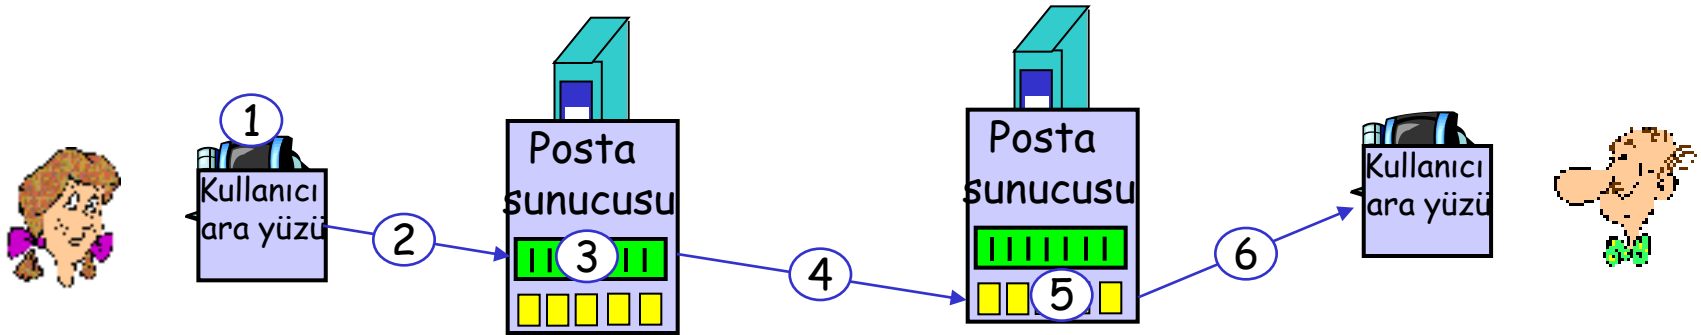 1
Kullanıcı
ara yüzü
2
Posta
sunucusu
3
4
Posta
sunucusu
5
6
Kullanıcı
ara yüzü